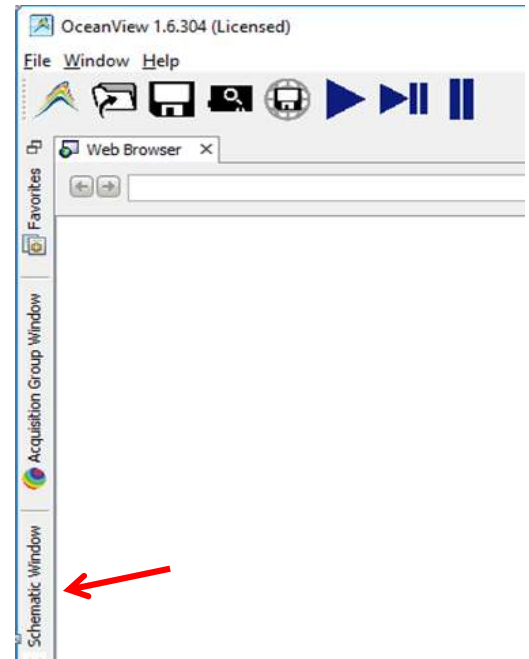 OceanView 1.6.304 (Licensed)
File Window Help
Web Browser
Favorites
Acquisition Group Window
Schematic Window